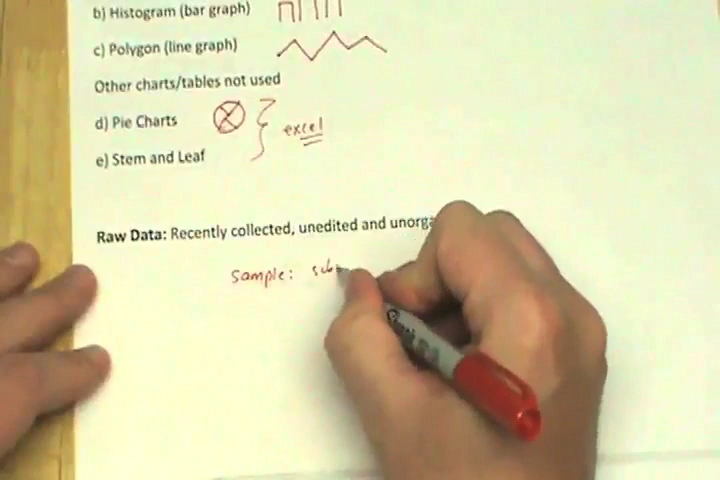 b) Histogram (bar graph)
c) Polygon (line graph)
Other charts/tables not used
d) Pie Charts
excel
e) Stem and Leaf
Raw Data: Recently collected, unedited and
Sample:
Sharpie